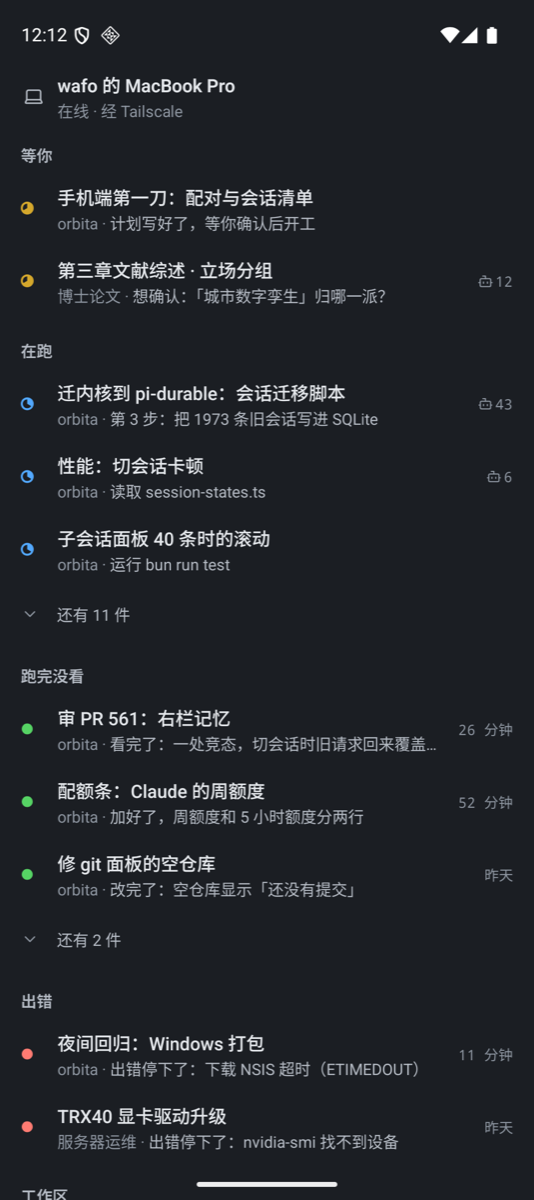 12:12
wafo 的 MacBook Pro
在线 · 经 Tailscale
等你
手机端第一刀：配对与会话清单
orbita · 计划写好了，等你确认后开工
第三章文献综述 · 立场分组
博士论文 · 想确认：「城市数字孪生」归哪一派？
12
在跑
迁内核到 pi-durable：会话迁移脚本
orbita · 第 3 步：把 1973 条旧会话写进 SQLite
43
性能：切会话卡顿
orbita · 读取 session-states.ts
6
子会话面板 40 条时的滚动
orbita · 运行 bun run test
还有 11 件
跑完没看
审 PR 561：右栏记忆
orbita · 看完了：一处竞态，切会话时旧请求回来覆盖…
26 分钟
配额条：Claude 的周额度
orbita · 加好了，周额度和 5 小时额度分两行
52 分钟
修 git 面板的空仓库
orbita · 改完了：空仓库显示「还没有提交」
昨天
还有 2 件
出错
夜间回归：Windows 打包
orbita · 出错停下了：下载 NSIS 超时（ETIMEDOUT）
11 分钟
TRX40 显卡驱动升级
服务器运维 · 出错停下了：nvidia-smi 找不到设备
昨天
工作区